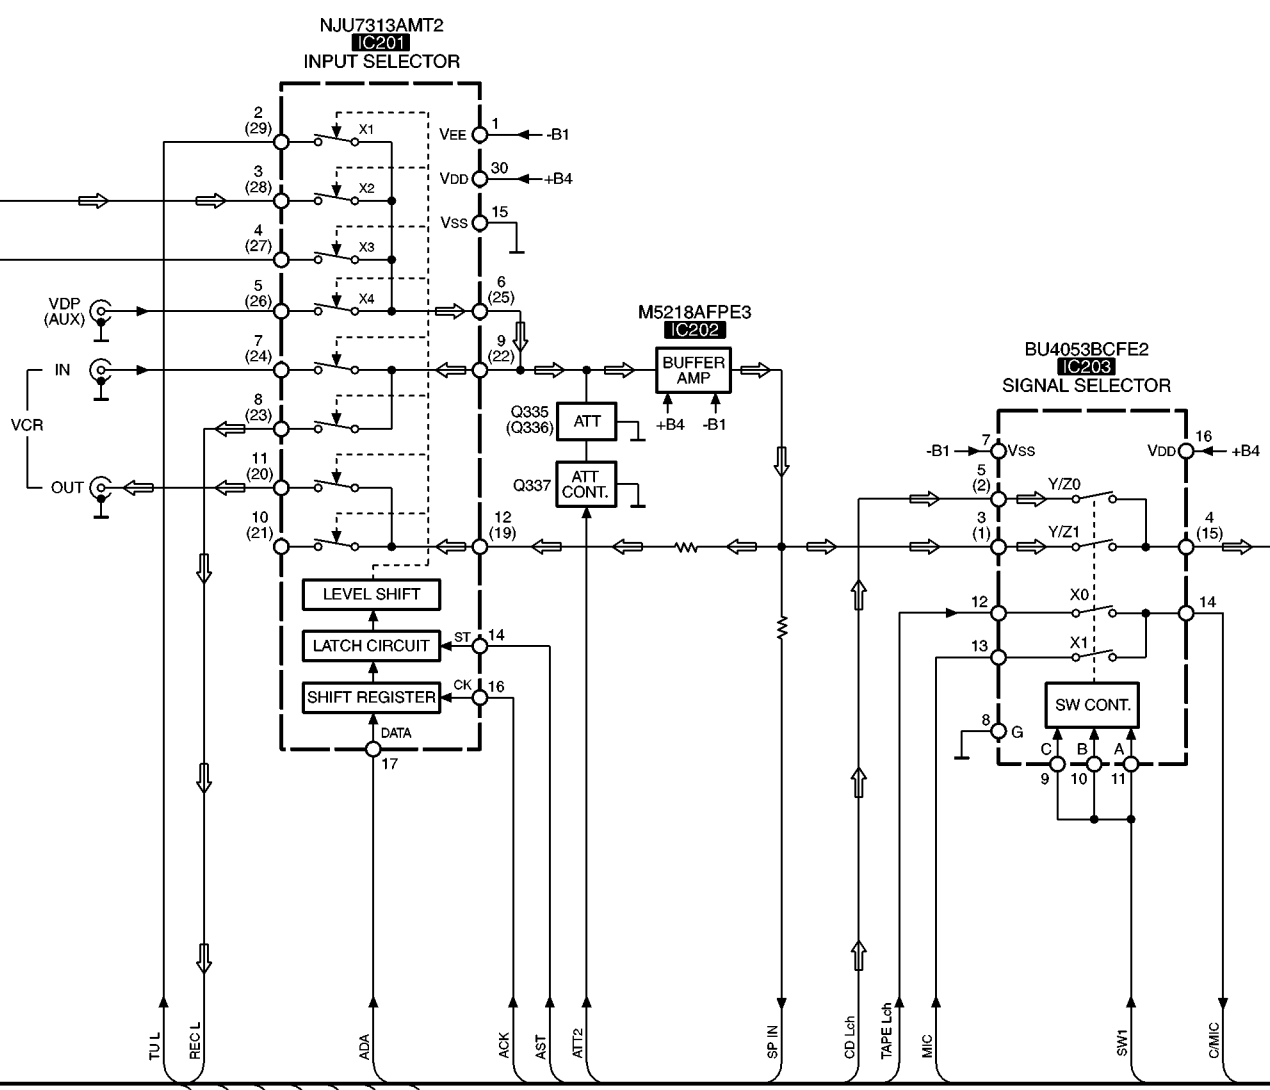 NJU7313AMT2
IC201
INPUT SELECTOR
2
(29)
X1
VEE
1
-B1
3
(28)
X2
VDD
30
+B4
4
(27)
X3
VSS
15
VDP
(AUX)
5
(26)
X4
6
(25)
IN
7
(24)
9
(22)
VCR
8
(23)
OUT
11
(20)
10
(21)
12
(19)
LEVEL SHIFT
LATCH CIRCUIT
ST
14
SHIFT REGISTER
CK
16
DATA
17
M5218AFPE3
IC202
BUFFER
AMP
+B4
-B1
Q335
(Q336)
ATT
Q337
ATT
CONT.
BU4053BCFE2
IC203
SIGNAL SELECTOR
-B1
7
VSS
VDD
16
+B4
5
(2)
Y/Z0
3
(1)
Y/Z1
4
(15)
12
X0
14
13
X1
SW CONT.
8
G
C
B
A
9
10
11
TU L
REC L
ADA
ACK
AST
ATT2
SP IN
CD Lch
TAPE Lch
MIC
SW1
C/MIC